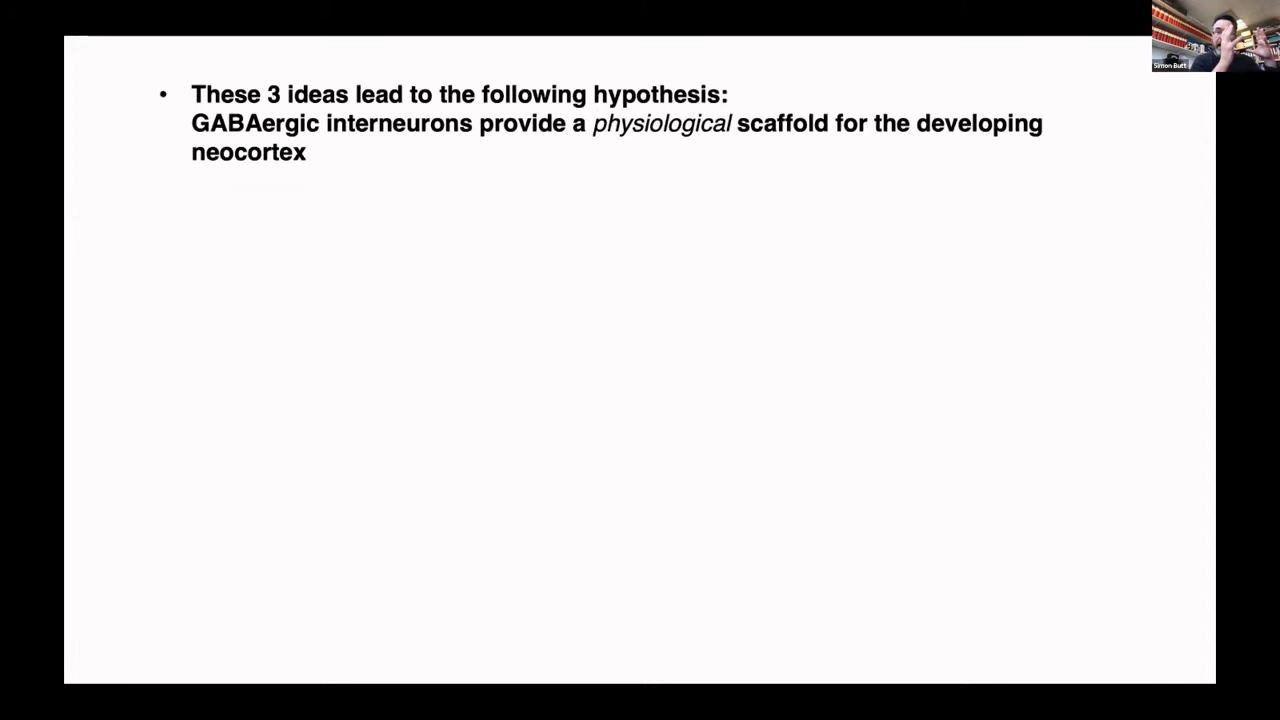 Simon Butt
• These 3 ideas lead to the following hypothesis:
GABAergic interneurons provide a physiological scaffold for the developing
neocortex